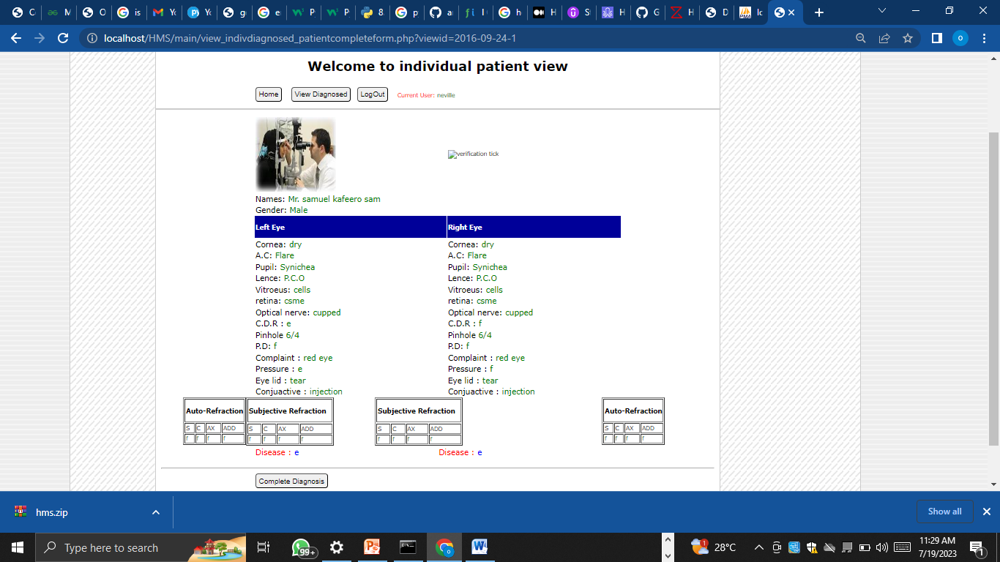 C
M
O
is
Yo
Yo
g
e
P
P
8
p
a
I
h
H
S
H
G
H
D
lo
localhost/HMS/main/view_indivdiagnosed_patientcompleteform.php?viewid=2016-09-24-1
o
Welcome to individual patient view
Home View Diagnosed LogOut Current User: neville
verification tick
Names: Mr. samuel kafeero sam
Gender: Male
Left Eye Right Eye
Cornea: dry Cornea: dry
A.C: Flare A.C: Flare
Pupil: Synichea Pupil: Synichea
Lence: P.C.O Lence: P.C.O
Vitroeus: cells Vitroeus: cells
retina: csme retina: csme
Optical nerve: cupped Optical nerve: cupped
C.D.R : e C.D.R : f
Pinhole 6/4 Pinhole 6/4
P.D: f P.D: f
Complaint : red eye Complaint : red eye
Pressure : e Pressure : f
Eye lid : tear Eye lid : tear
Conjuactive : injection Conjuactive : injection
Auto-Refraction Subjective Refraction Subjective Refraction Auto-Refraction
S C AX ADD S C AX ADD S C AX ADD S C AX ADD
f f f f f f f f f f f f f f f f
Disease : e Disease : e
Complete Diagnosis
hms.zip Show all
Type here to search 99+ 1 28°C 11:29 AM
7/19/2023 1